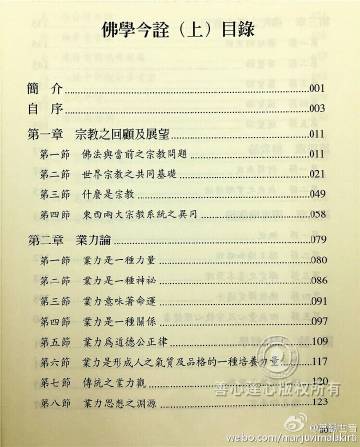 佛學今詮（上）目錄
簡　介 001
自　序 003
第一章　宗教之回顧及展望 011
第一節　佛法與當前之宗教問題 011
第二節　世界宗教之共同基礎 021
第三節　什麼是宗教 049
第四節　東西兩大宗教系統之異同 058
第二章　業力論 079
第一節　業力是一種力量 080
第二節　業力是一種神祕 086
第三節　業力意味著命運 091
第四節　業力是一種關係 097
第五節　業力為道德公正律 109
第六節　業力是形成人之氣質及品格的一種培養力量 117
第七節　傳統之業力觀 120
第八節　業力思想之淵源 123
善心蓮心版權所有
weibo.com/marjuvimalakira